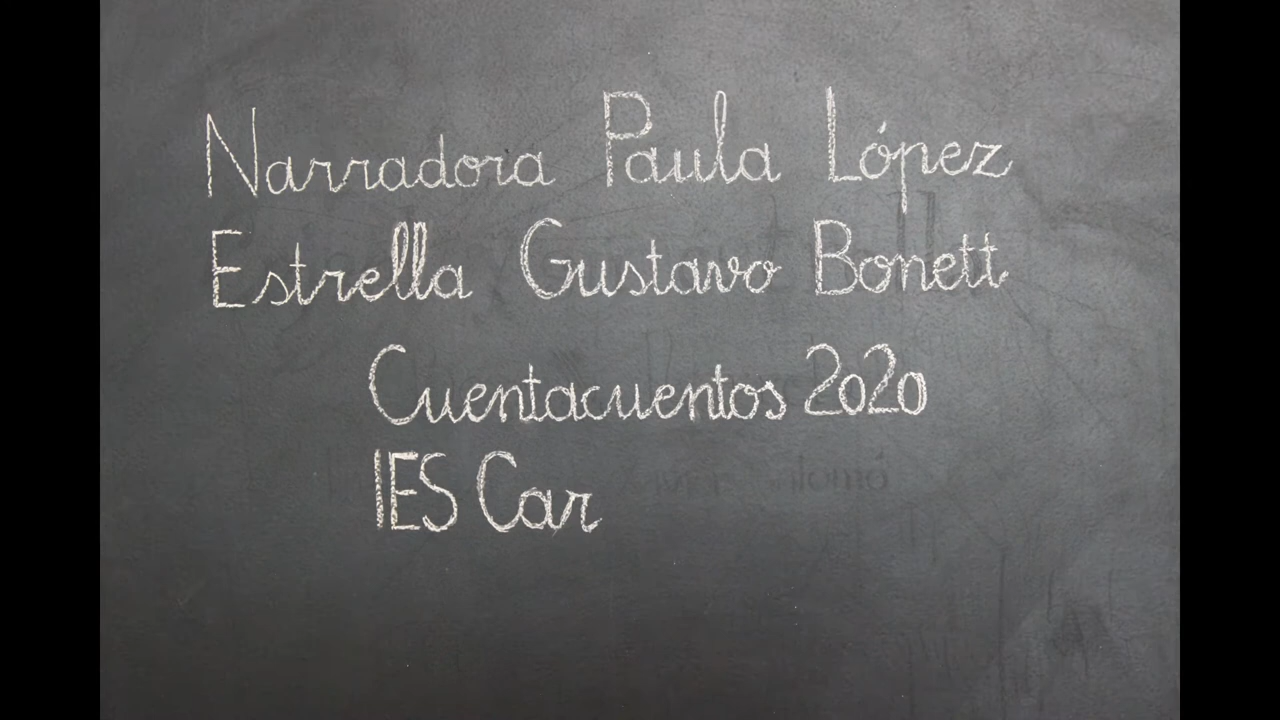 Narradora Paula López
Estrella Gustavo Bonett
Cuentacuentos 2020
IES Car